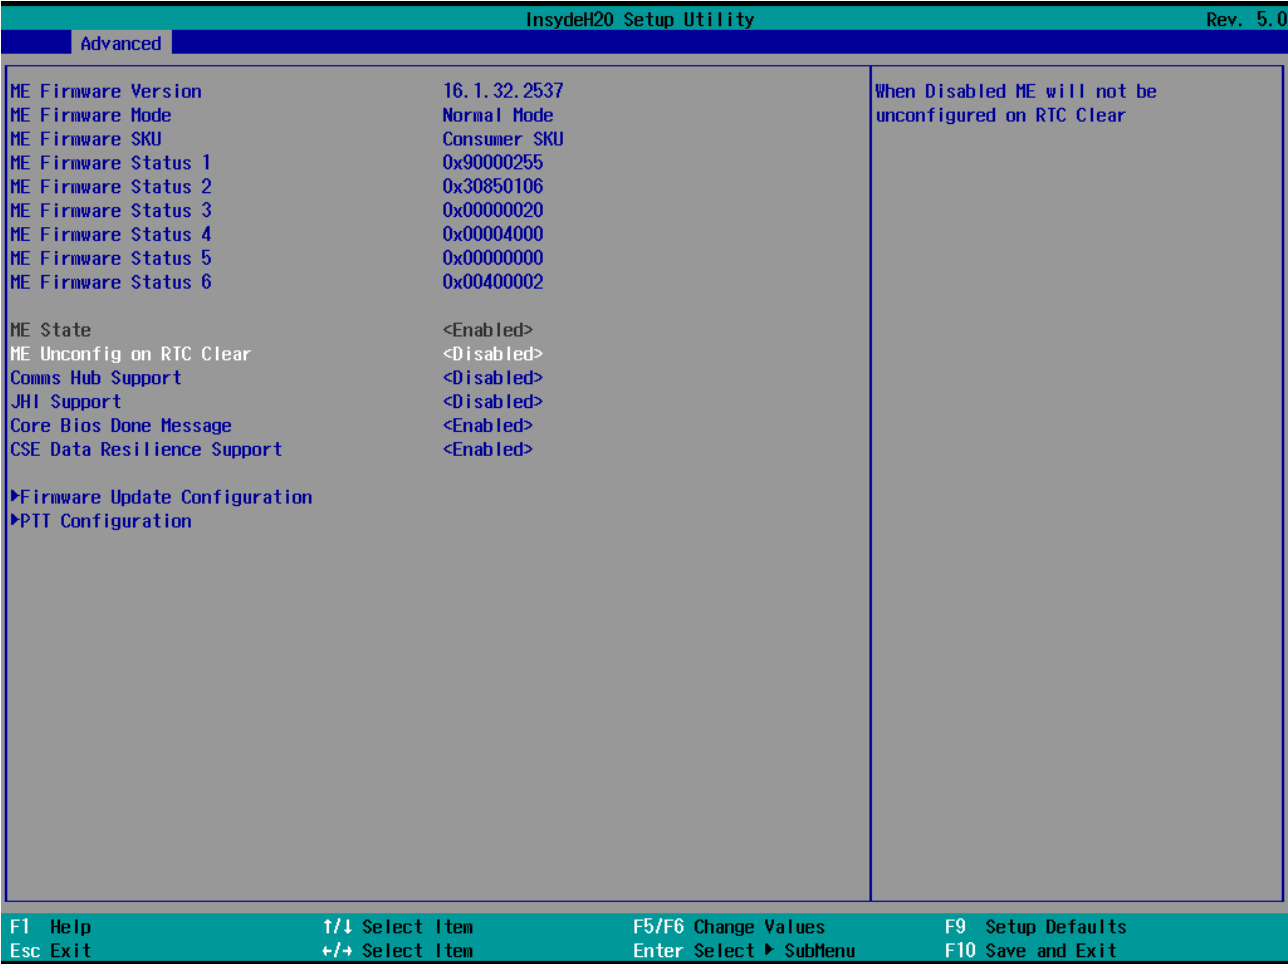 InsydeH20 Setup Utility Rev. 5.0
Advanced
ME Firmware Version 16.1.32.2537
ME Firmware Mode Normal Mode
ME Firmware SKU Consumer SKU
ME Firmware Status 1 0x90000255
ME Firmware Status 2 0x30850106
ME Firmware Status 3 0x00000020
ME Firmware Status 4 0x00004000
ME Firmware Status 5 0x00000000
ME Firmware Status 6 0x00400002
ME State <Enabled>
ME Unconfig on RTC Clear <Disabled>
Comms Hub Support <Disabled>
JHI Support <Disabled>
Core Bios Done Message <Enabled>
CSE Data Resilience Support <Enabled>
▶Firmware Update Configuration
▶PTT Configuration
When Disabled ME will not be
unconfigured on RTC Clear
F1 Help ↑/↓ Select Item F5/F6 Change Values F9 Setup Defaults
Esc Exit ←/→ Select Item Enter Select ▶ SubMenu F10 Save and Exit